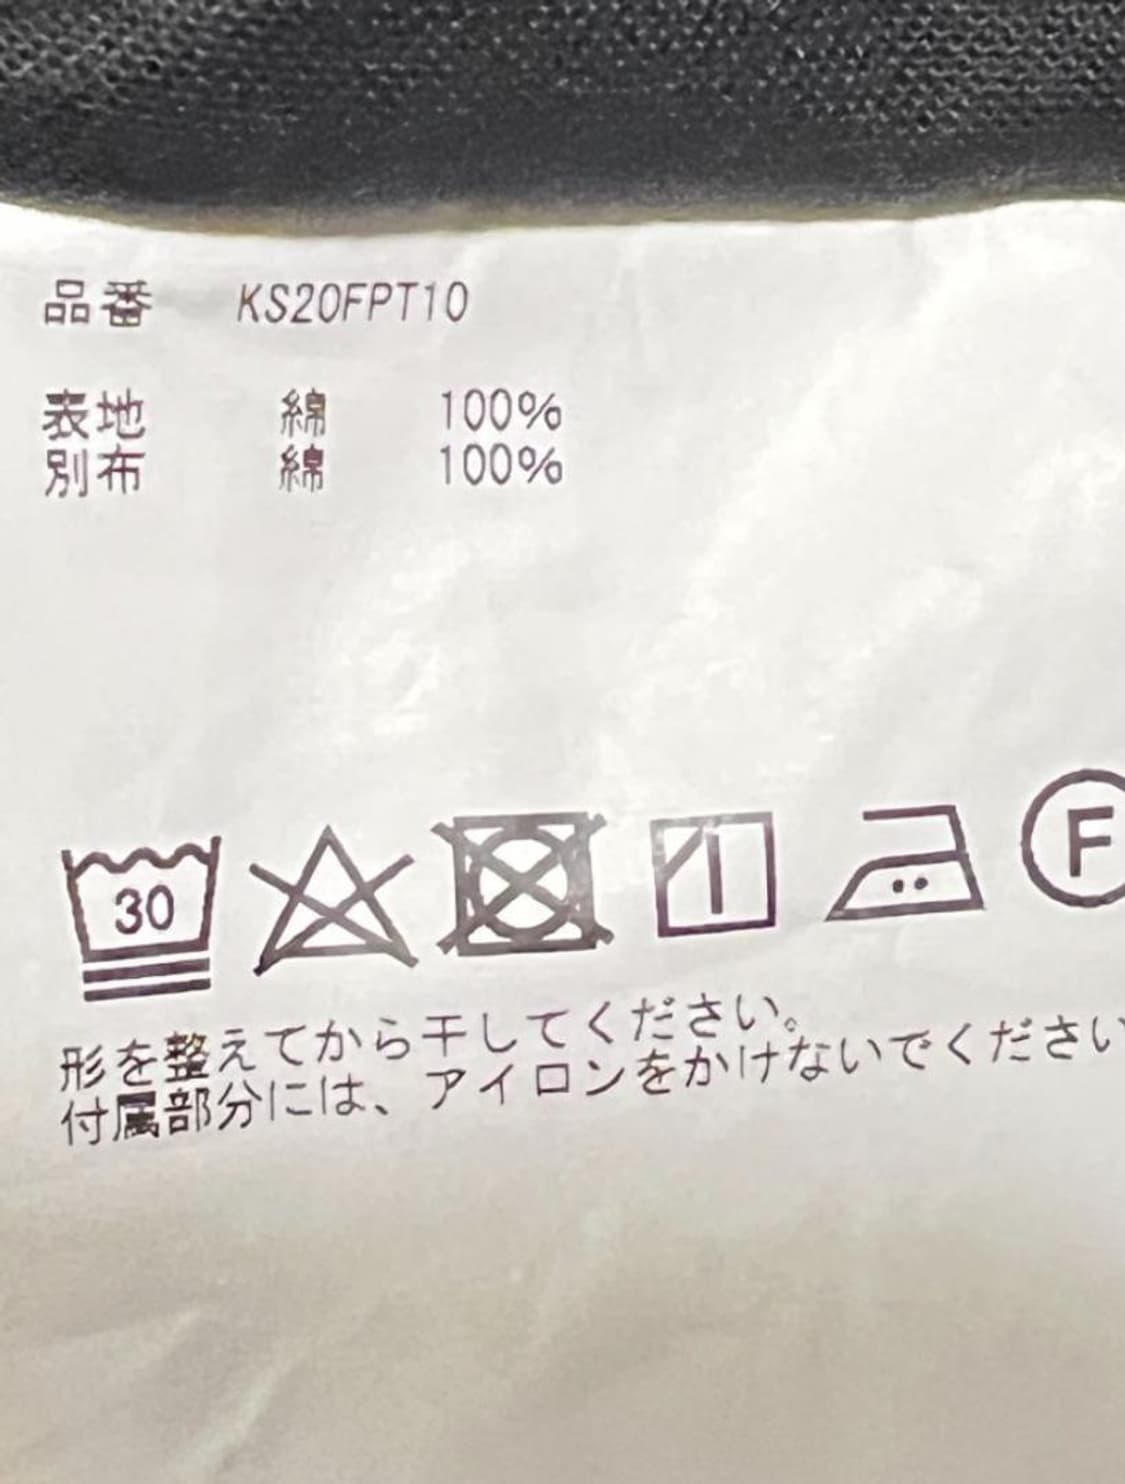 品番 KS20FPT10
表地 綿 100%
別布 綿 100%
30
F
形を整えてから干してください。
付属部分には、アイロンをかけないでください